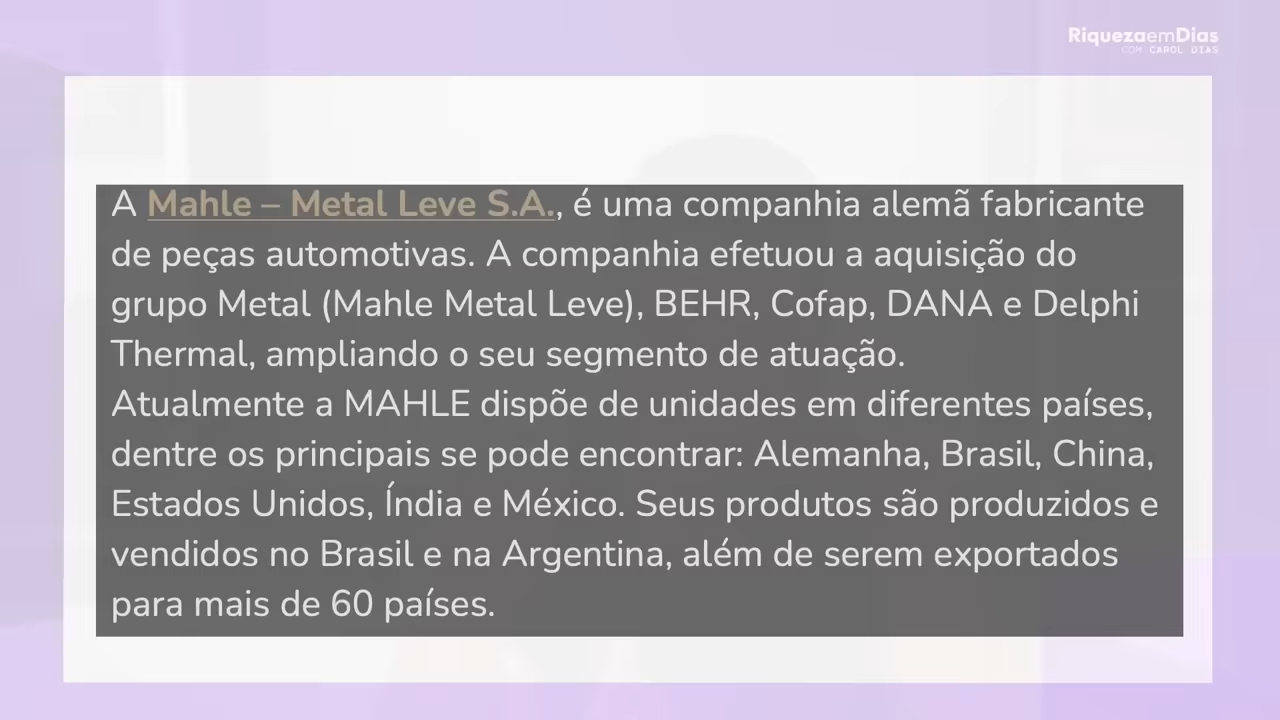 RiquezaemDias
COM CAROL DIAS
A Mahle – Metal Leve S.A., é uma companhia alemã fabricante
de peças automotivas. A companhia efetuou a aquisição do
grupo Metal (Mahle Metal Leve), BEHR, Cofap, DANA e Delphi
Thermal, ampliando o seu segmento de atuação.
Atualmente a MAHLE dispõe de unidades em diferentes países,
dentre os principais se pode encontrar: Alemanha, Brasil, China,
Estados Unidos, Índia e México. Seus produtos são produzidos e
vendidos no Brasil e na Argentina, além de serem exportados
para mais de 60 países.